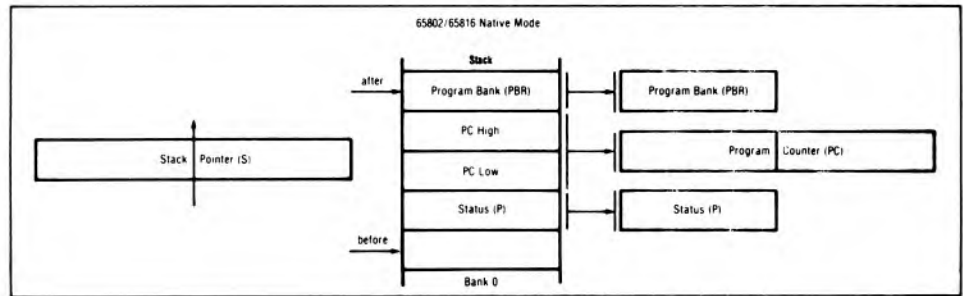 65802/65816 Native Mode
Stack
after
Program Bank (PBR)
Program Bank (PBR)
PC High
Stack Pointer (S)
Program Counter (PC)
PC Low
Status (P)
Status (P)
before
Bank 0